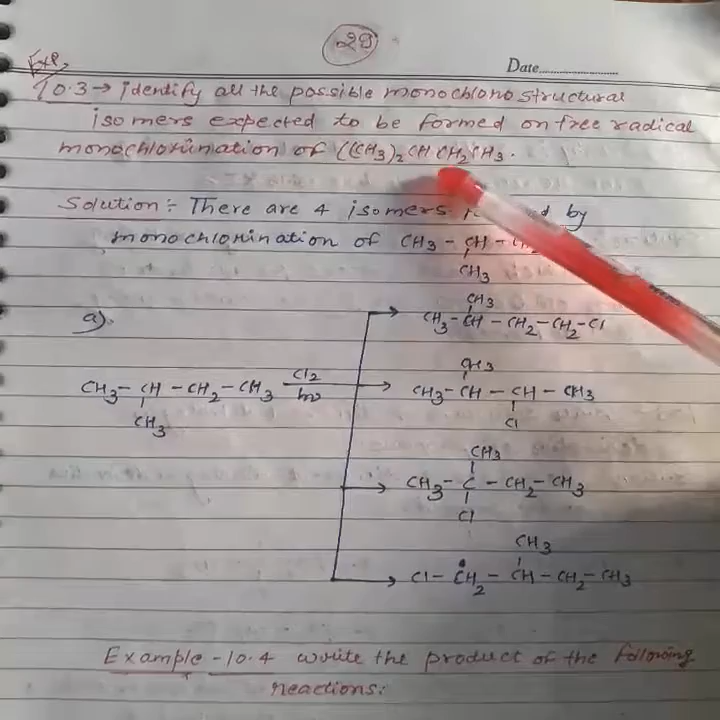 29
Date
Exp.
10.3→ identify all the possible monochloro structural
isomers expected to be formed on free radical
monochlorination of ((CH3)2CHCH2CH3.
Solution:- There are 4 isomers by
monochlorination of CH3-CH-
CH3
CH3
CH3-CH-CH2-CH2-Cl
a).
CH3-CH-CH2-CH3 Cl2 hν
CH3
CH3
CH3-CH-CH-CH3
Cl
CH3
CH3-C-CH2-CH3
Cl
CH3
Cl-CH2-CH-CH2-CH3
Example-10.4 write the product of the following
reactions: